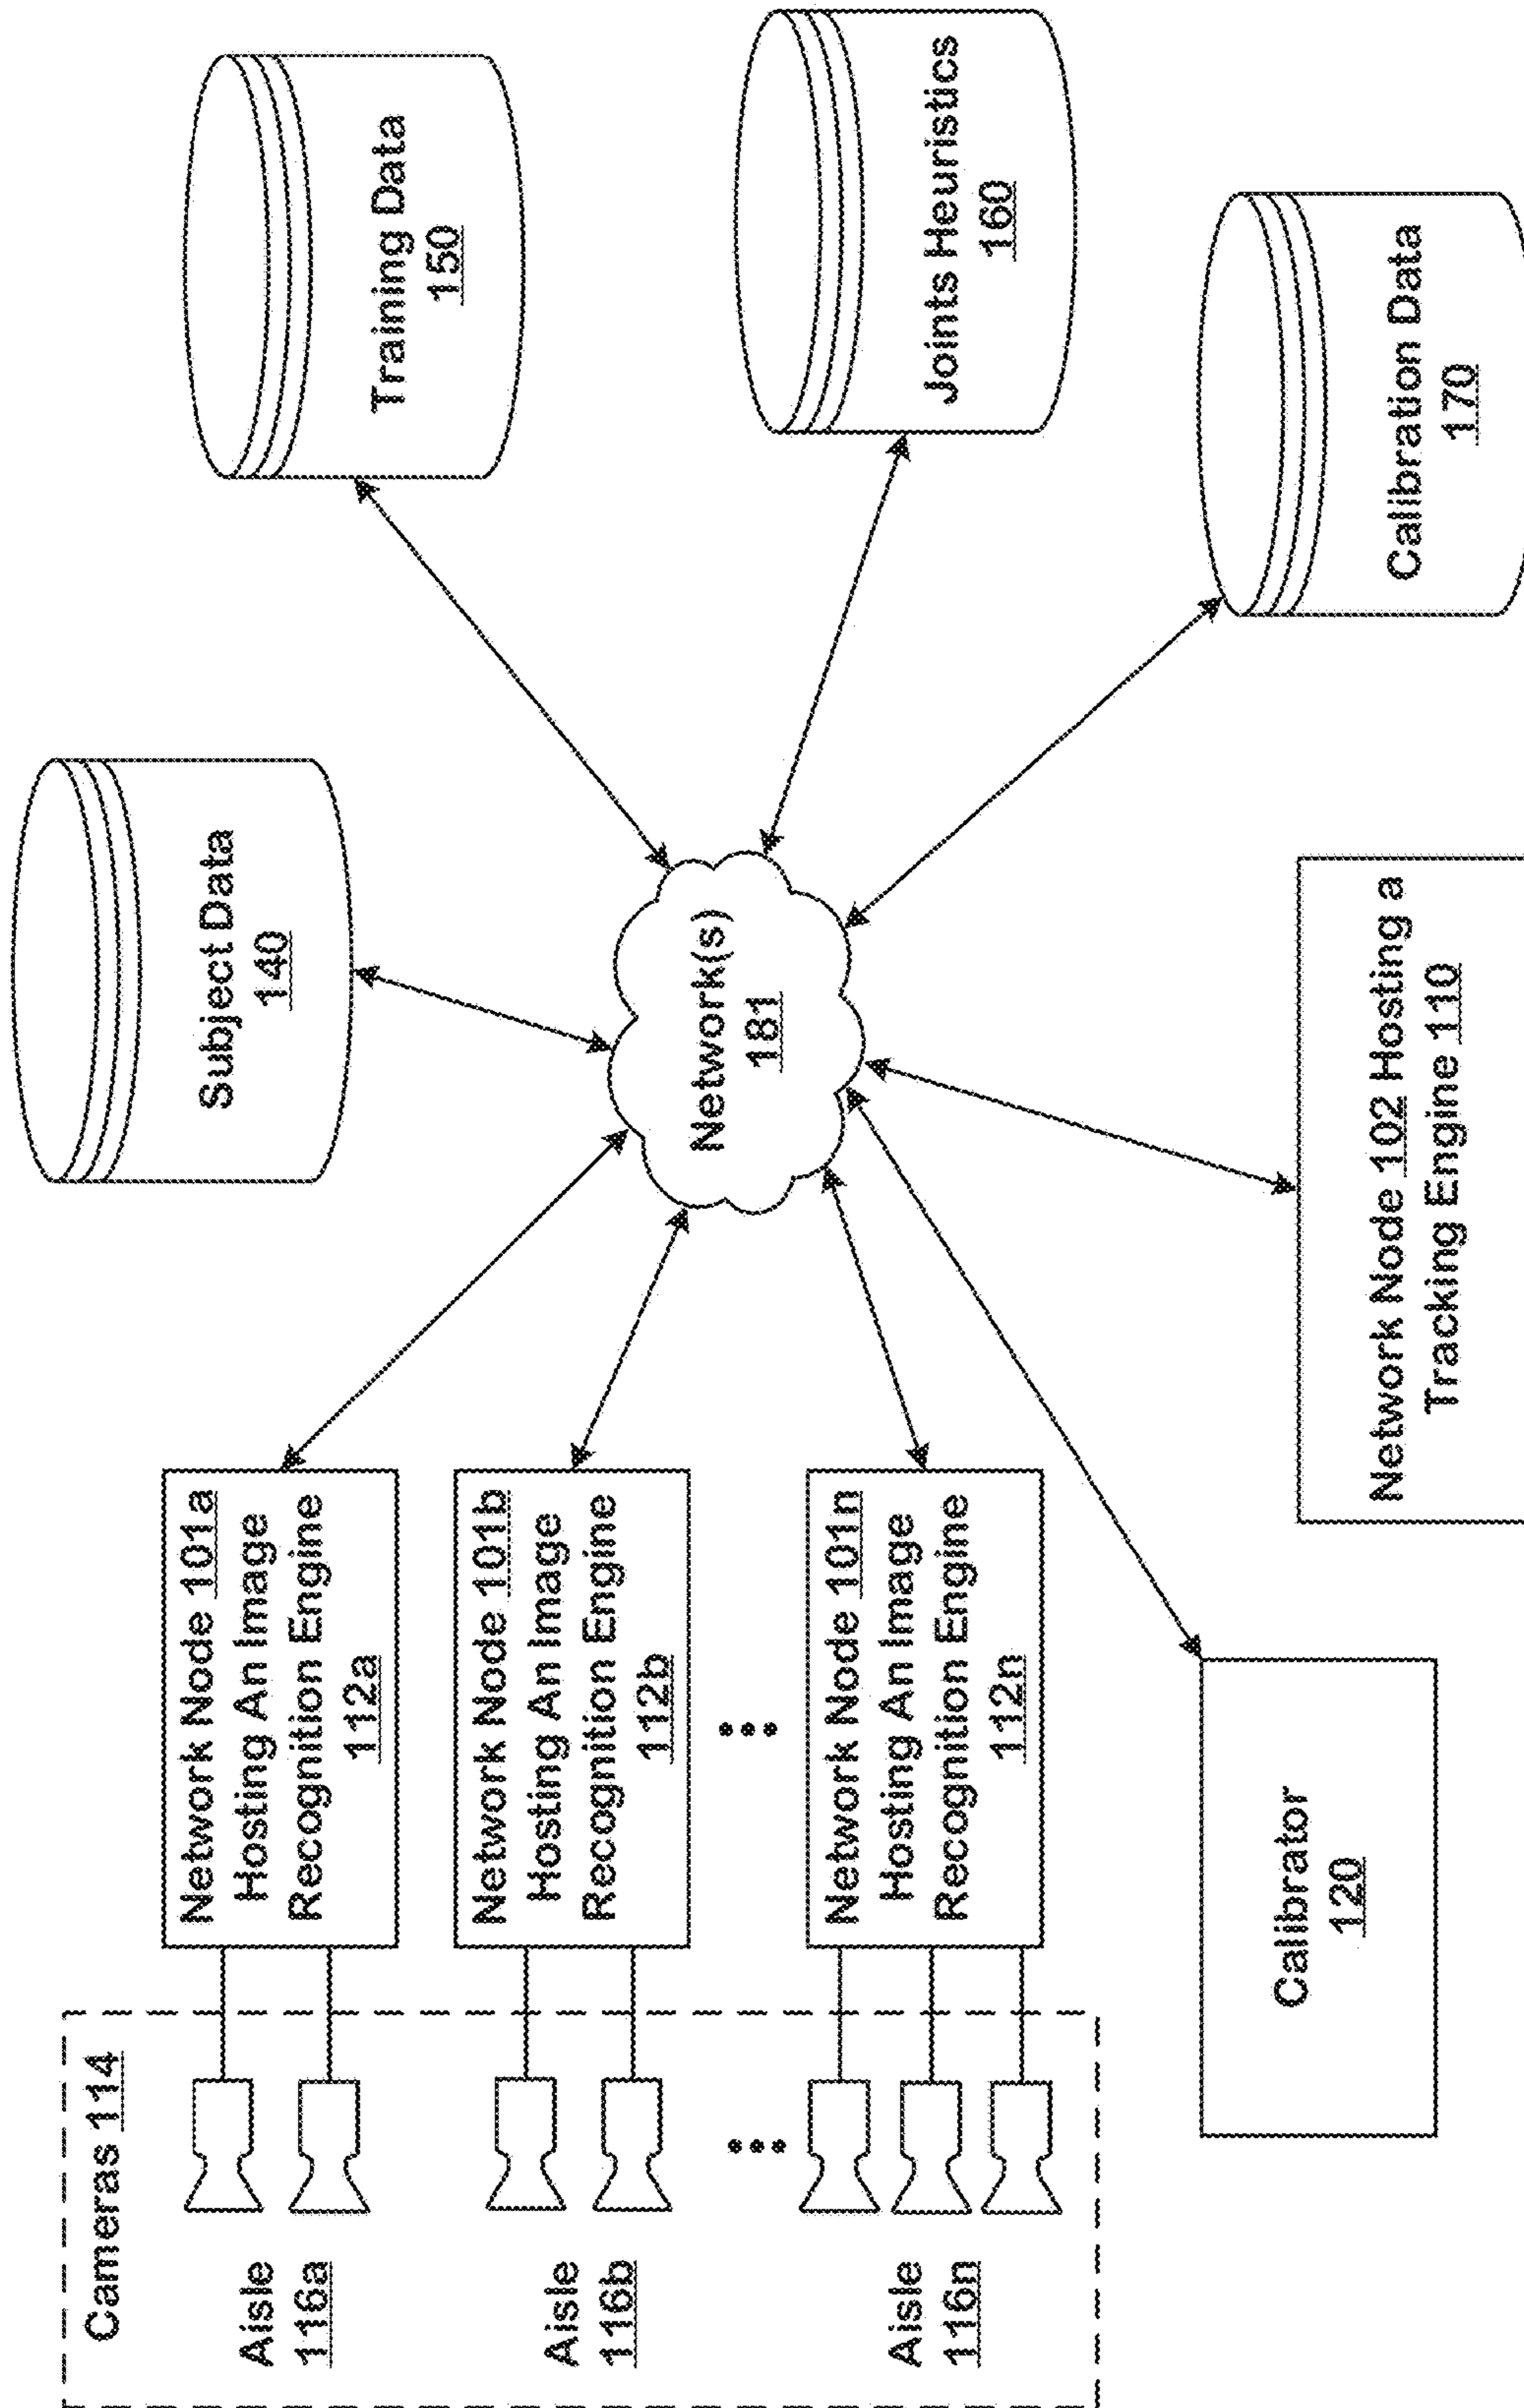 Cameras 114
Aisle
116a
Aisle
116b
Aisle
116n
•••
•••
Network Node 101a
Hosting An Image
Recognition Engine
112a
Network Node 101b
Hosting An Image
Recognition Engine
112b
Network Node 101n
Hosting An Image
Recognition Engine
112n
Calibrator
120
Subject Data
140
Network(s)
181
Network Node 102 Hosting a
Tracking Engine 110
Training Data
150
Joints Heuristics
160
Calibration Data
170